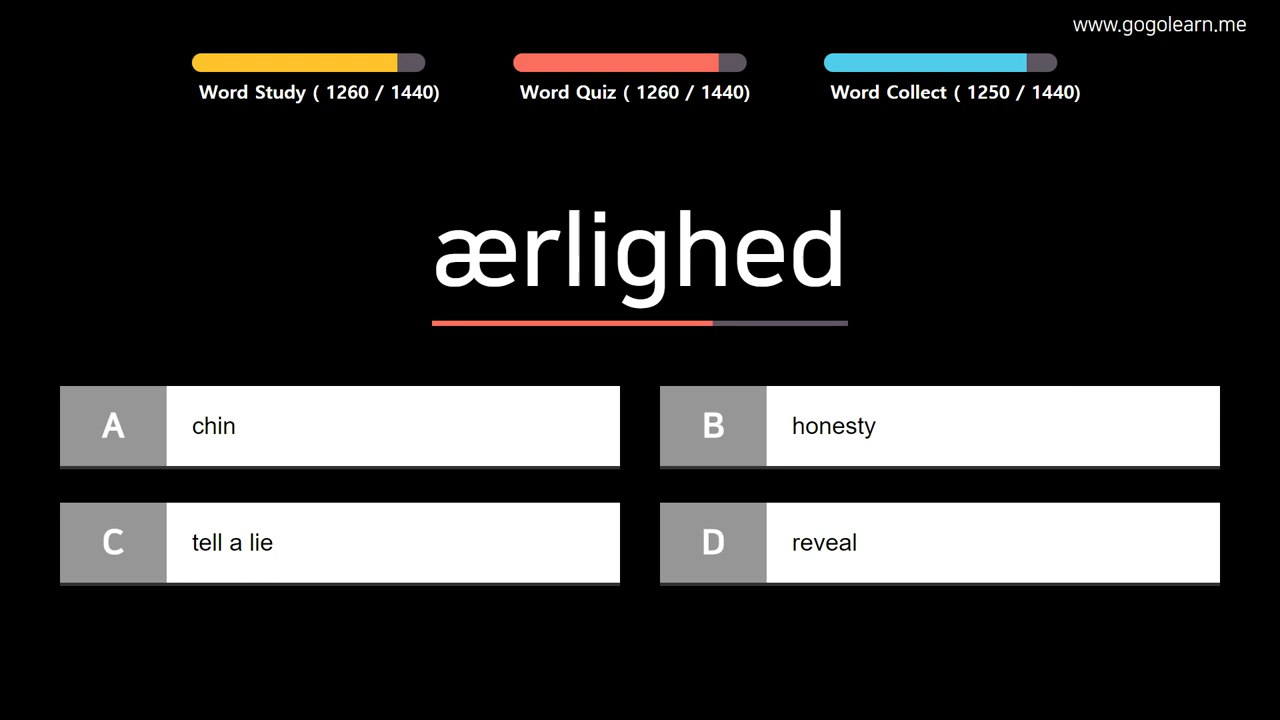 www.gogolearn.me
Word Study ( 1260 / 1440)
Word Quiz ( 1260 / 1440)
Word Collect ( 1250 / 1440)
ærlighed
A chin
B honesty
C tell a lie
D reveal